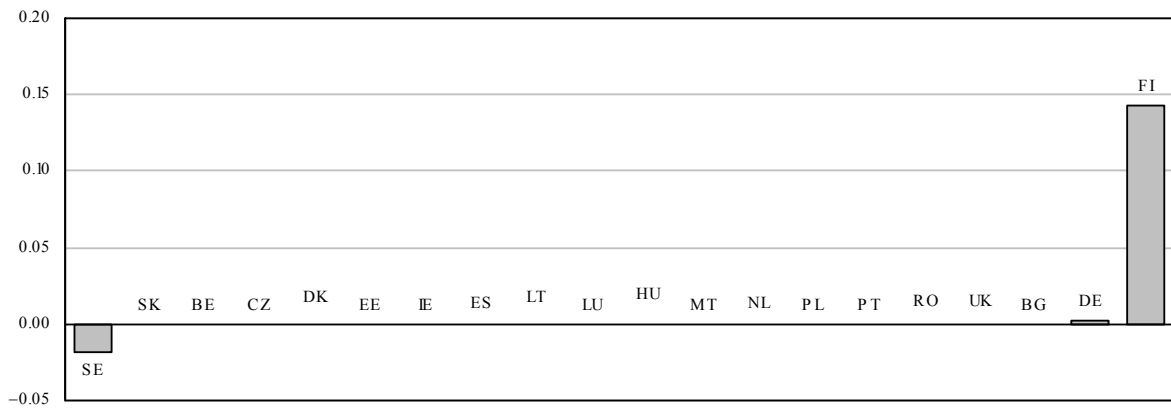 0.20
0.15
0.10
0.05
0.00
−0.05
SE
SK
BE
CZ
DK
EE
IE
ES
LT
LU
HU
MT
NL
PL
PT
RO
UK
BG
DE
FI